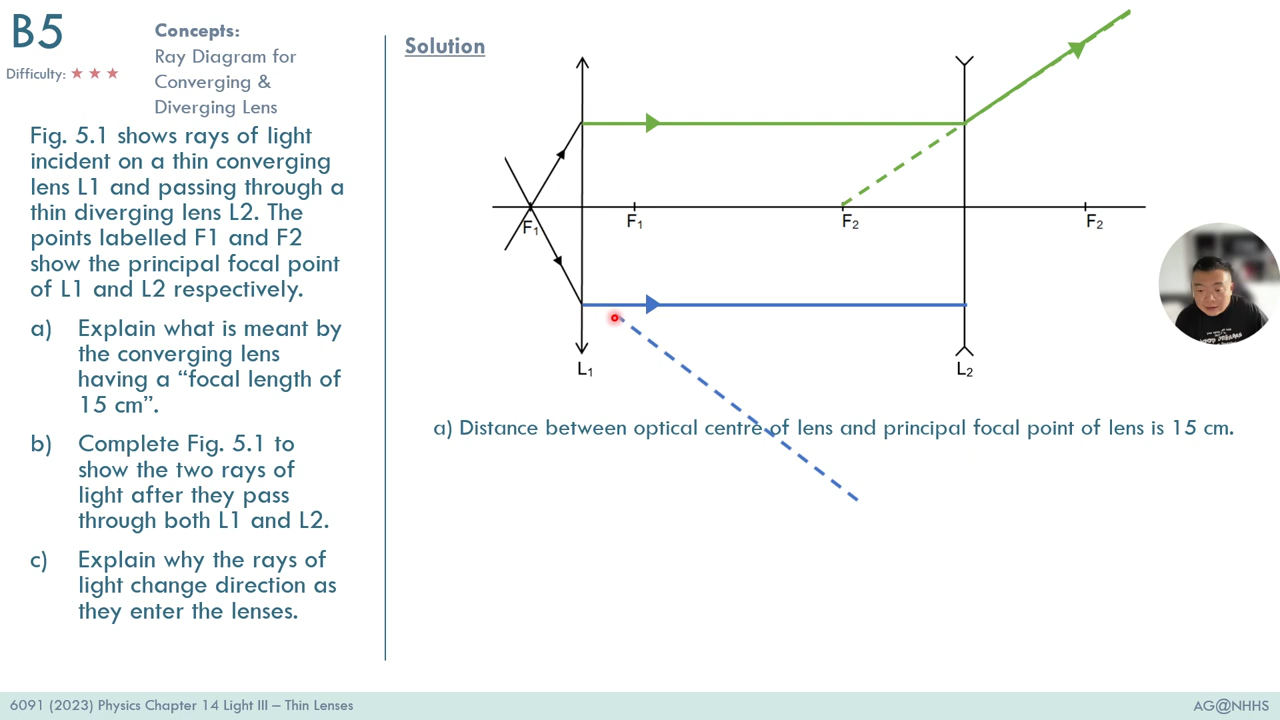 B5
Difficulty: ★ ★ ★
Concepts:
Ray Diagram for
Converging &
Diverging Lens
Fig. 5.1 shows rays of light
incident on a thin converging
lens L1 and passing through a
thin diverging lens L2. The
points labelled F1 and F2
show the principal focal point
of L1 and L2 respectively.
a) Explain what is meant by
the converging lens
having a “focal length of
15 cm”.
b) Complete Fig. 5.1 to
show the two rays of
light after they pass
through both L1 and L2.
c) Explain why the rays of
light change direction as
they enter the lenses.
Solution
F₁
F₁
F₂
F₂
L₁
L₂
a) Distance between optical centre of lens and principal focal point of lens is 15 cm.
6091 (2023) Physics Chapter 14 Light III – Thin Lenses
AG@NHHS